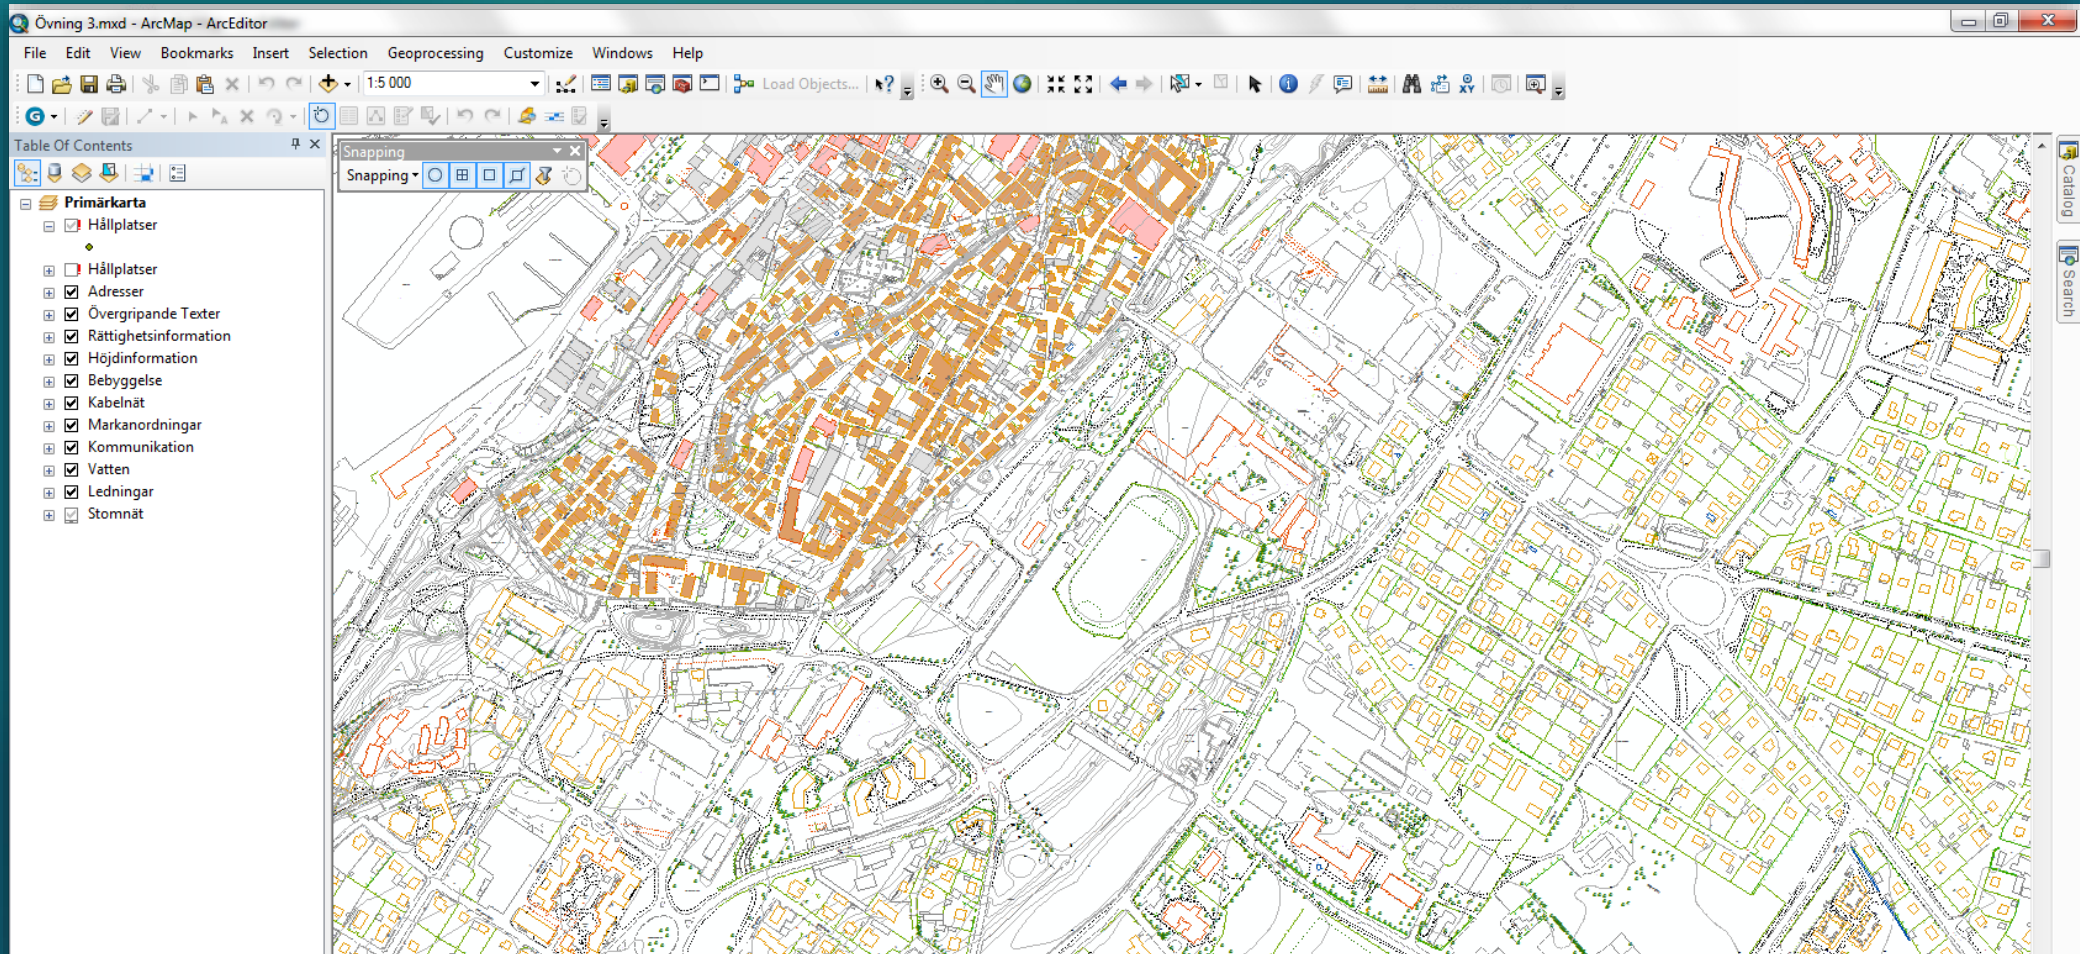 Övning 3.mxd - ArcMap - ArcEditor
File Edit View Bookmarks Insert Selection Geoprocessing Customize Windows Help
1:5 000 Load Objects...
Table Of Contents
Snapping
Snapping
Primärkarta
Hållplatser
Hållplatser
Adresser
Övergripande Texter
Rättighetsinformation
Höjdinformation
Bebyggelse
Kabelnät
Markanordningar
Kommunikation
Vatten
Ledningar
Stomnät
Catalog
Search